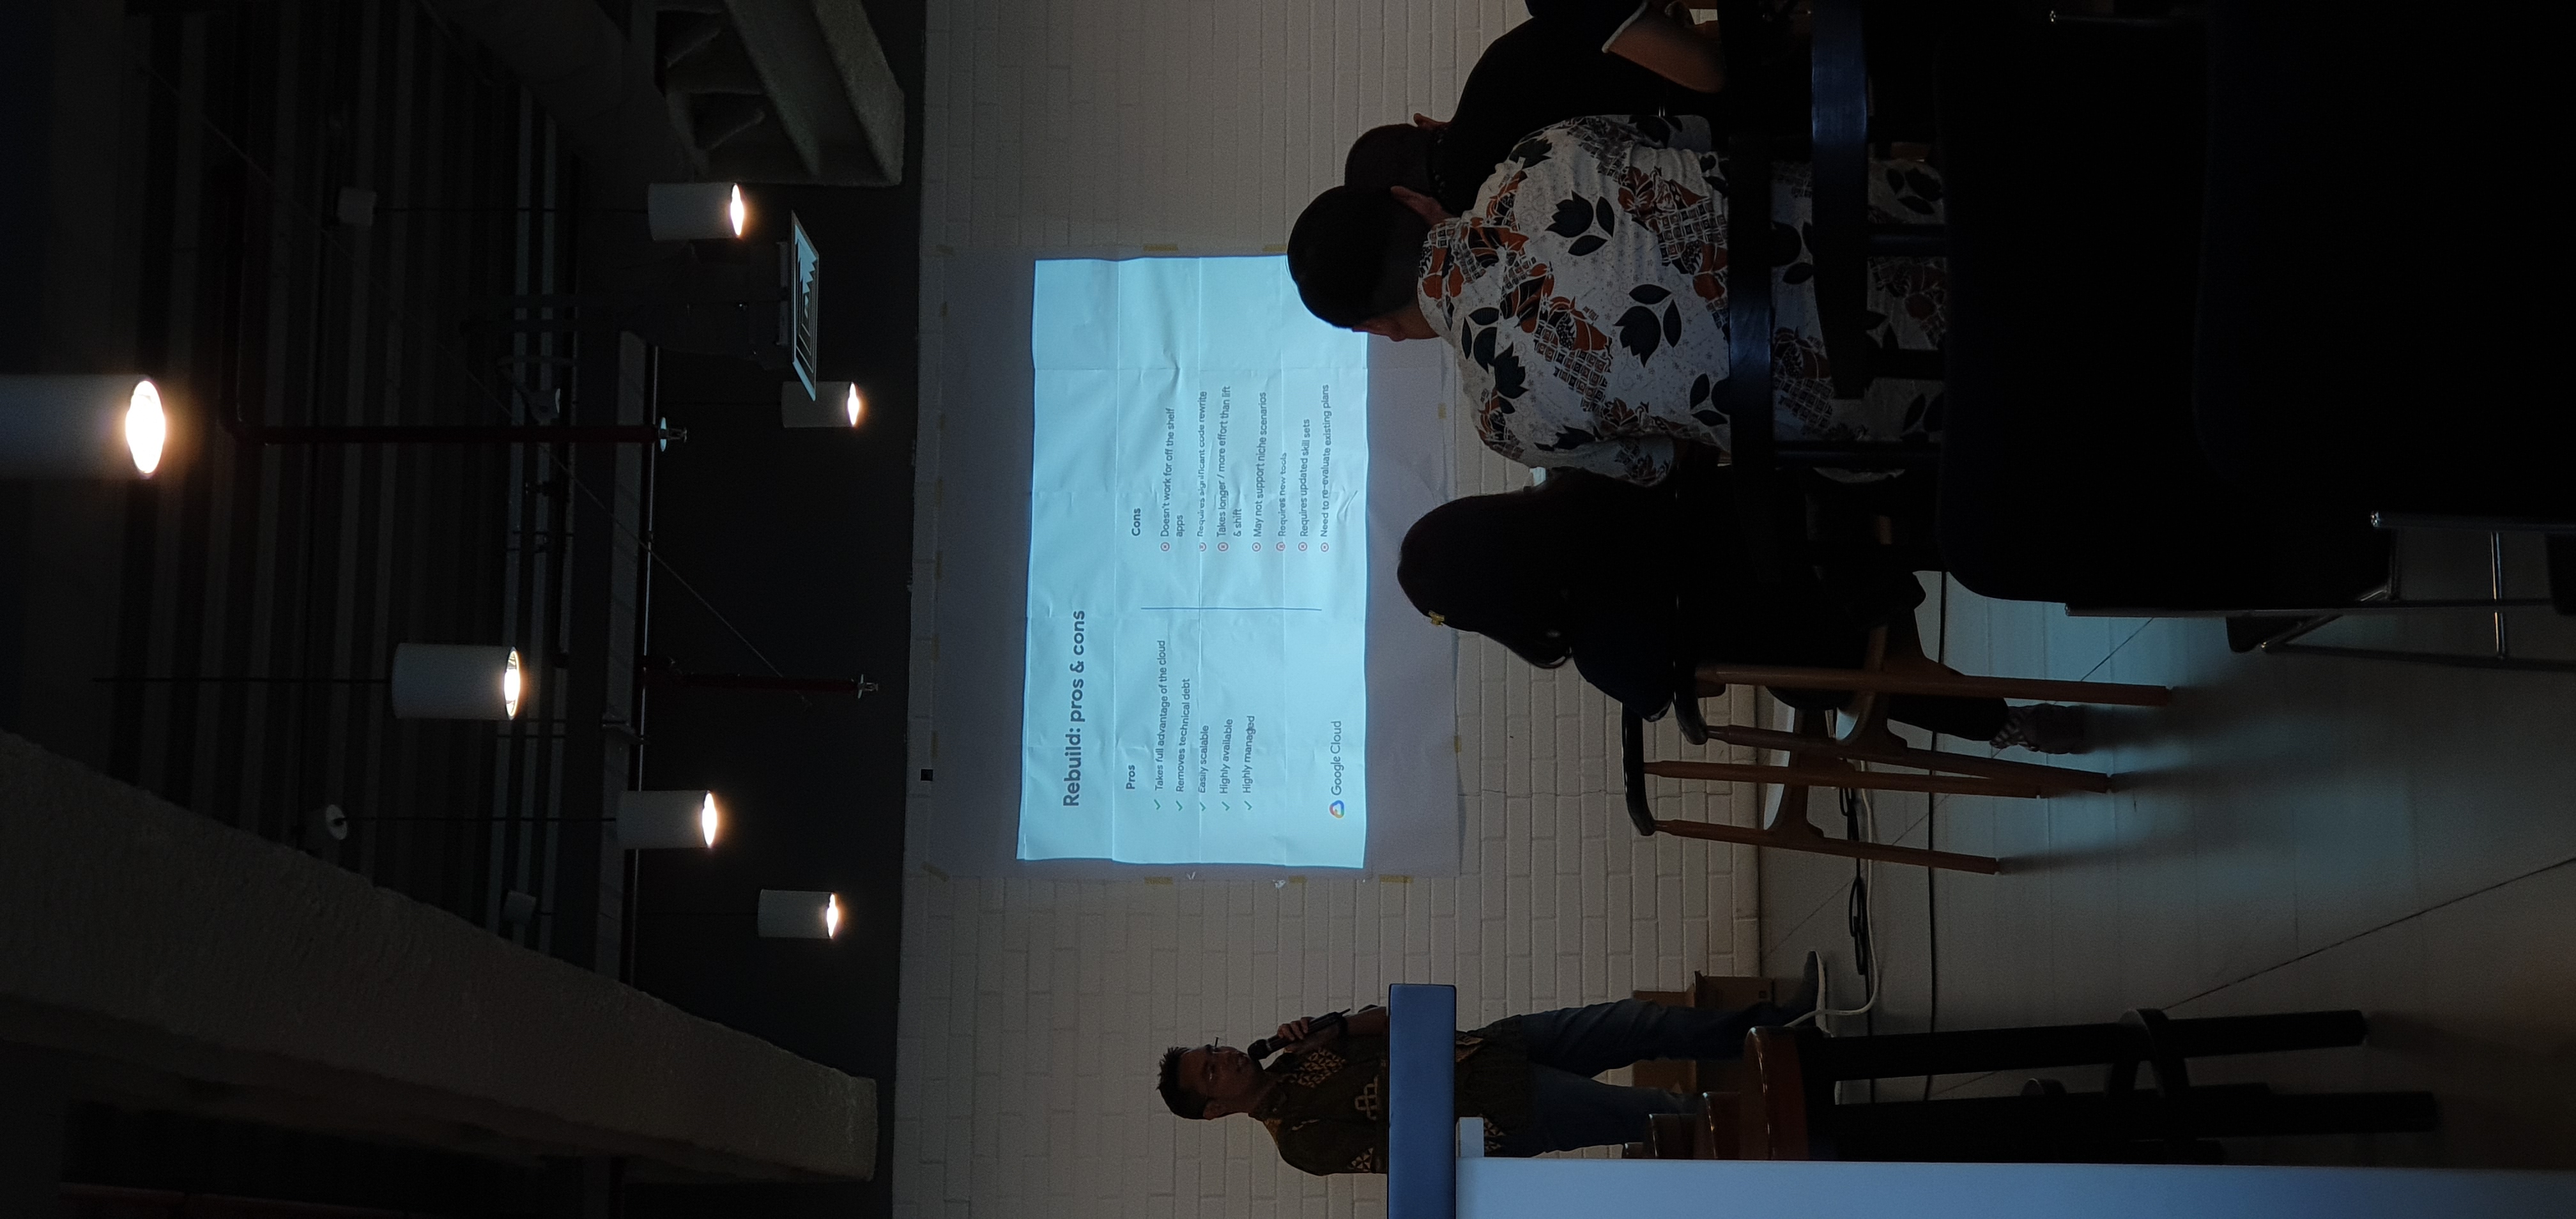 Rebuild: pros & cons
Pros
Takes full advantage of the cloud
Removes technical debt
Easily scalable
Highly available
Highly managed
Cons
Doesn't work for off the shelf
apps
Requires significant code rewrite
Takes longer / more effort than lift
& shift
May not support niche scenarios
Requires new tools
Requires updated skill sets
Need to re-evaluate existing plans
Google Cloud